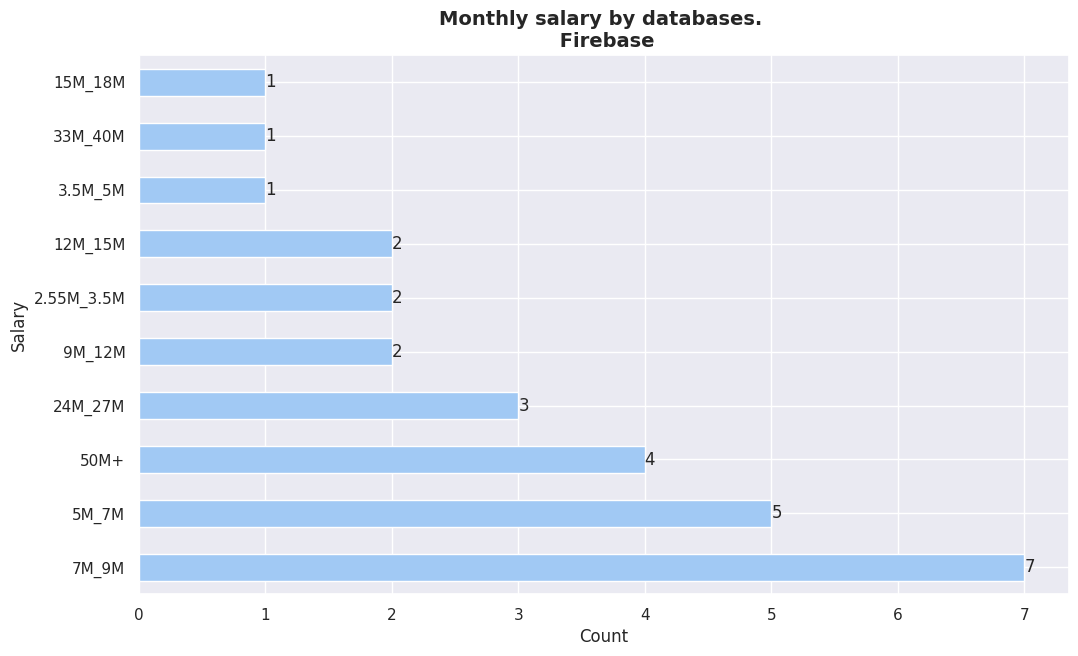 Monthly salary by databases.
Firebase
15M_18M 1
33M_40M 1
3.5M_5M 1
12M_15M 2
2.55M_3.5M 2
9M_12M 2
24M_27M 3
50M+ 4
5M_7M 5
7M_9M 7
Salary
0 1 2 3 4 5 6 7
Count